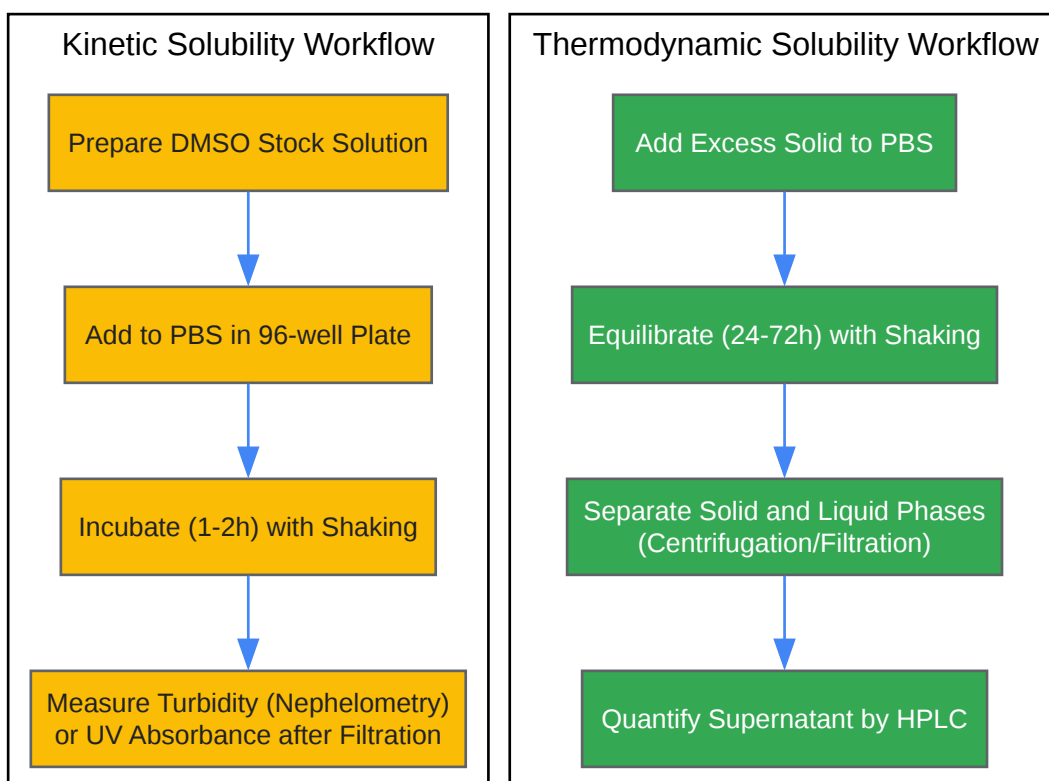 Kinetic Solubility Workflow
Prepare DMSO Stock Solution
Add to PBS in 96-well Plate
Incubate (1-2h) with Shaking
Measure Turbidity (Nephelometry)
or UV Absorbance after Filtration
Thermodynamic Solubility Workflow
Add Excess Solid to PBS
Equilibrate (24-72h) with Shaking
Separate Solid and Liquid Phases
(Centrifugation/Filtration)
Quantify Supernatant by HPLC